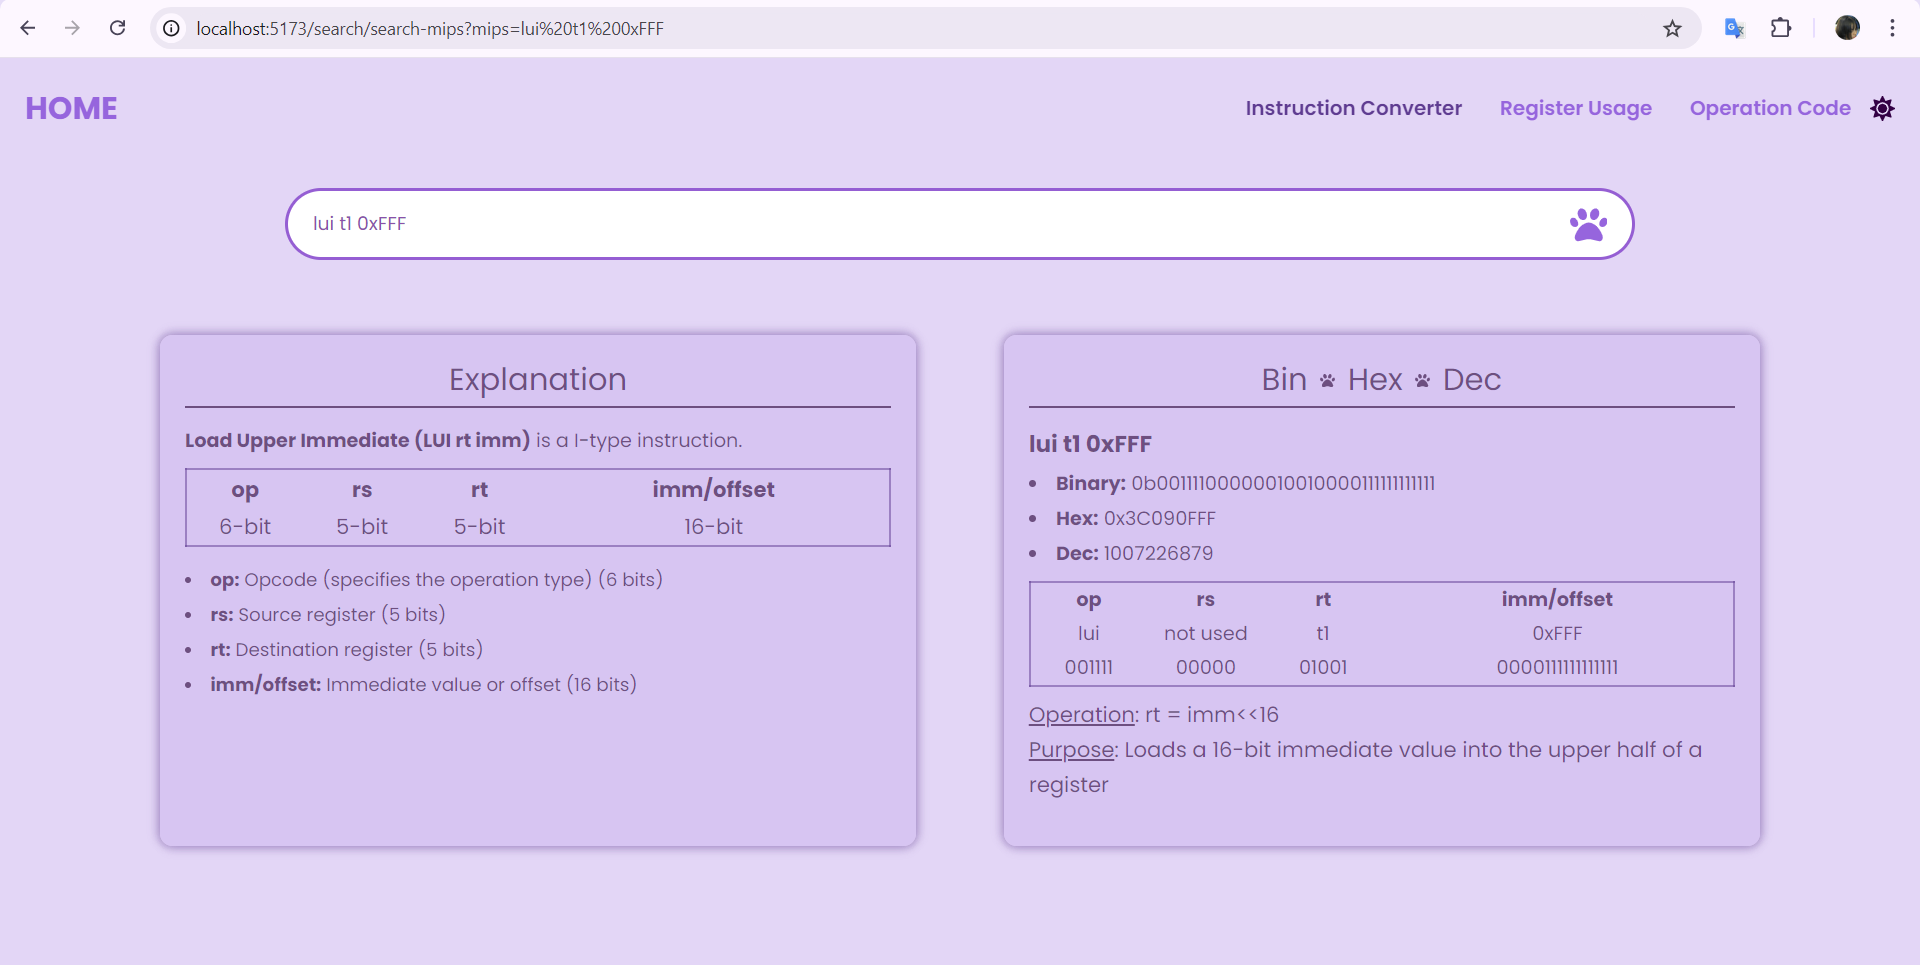 localhost:5173/search/search-mips?mips=lui%20t1%200xFFF
HOME
Instruction Converter
Register Usage
Operation Code
lui t1 0xFFF
Explanation
Load Upper Immediate (LUI rt imm) is a I-type instruction.
op rs rt imm/offset
6-bit 5-bit 5-bit 16-bit
• op: Opcode (specifies the operation type) (6 bits)
• rs: Source register (5 bits)
• rt: Destination register (5 bits)
• imm/offset: Immediate value or offset (16 bits)
Bin Hex Dec
lui t1 0xFFF
• Binary: 0b00111100000010010000111111111111
• Hex: 0x3C090FFF
• Dec: 1007226879
op rs rt imm/offset
lui not used t1 0xFFF
001111 00000 01001 0000111111111111
Operation: rt = imm<<16
Purpose: Loads a 16-bit immediate value into the upper half of a
register